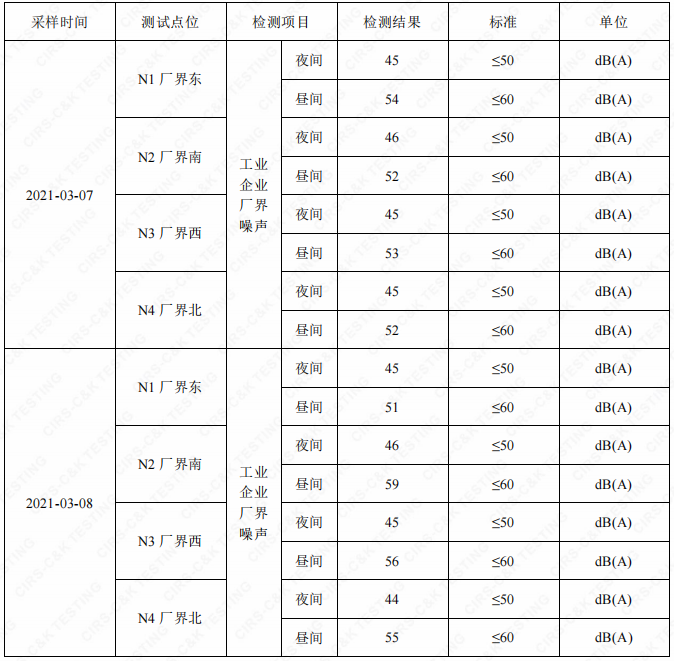 采样时间 测试点位 检测项目 检测结果 标准 单位
2021-03-07 N1 厂界东 工业企业厂界噪声 夜间 45 ≤50 dB(A)
昼间 54 ≤60 dB(A)
N2 厂界南 夜间 46 ≤50 dB(A)
昼间 52 ≤60 dB(A)
N3 厂界西 夜间 45 ≤50 dB(A)
昼间 53 ≤60 dB(A)
N4 厂界北 夜间 45 ≤50 dB(A)
昼间 52 ≤60 dB(A)
2021-03-08 N1 厂界东 工业企业厂界噪声 夜间 45 ≤50 dB(A)
昼间 51 ≤60 dB(A)
N2 厂界南 夜间 46 ≤50 dB(A)
昼间 59 ≤60 dB(A)
N3 厂界西 夜间 45 ≤50 dB(A)
昼间 56 ≤60 dB(A)
N4 厂界北 夜间 44 ≤50 dB(A)
昼间 55 ≤60 dB(A)
CIRS-C&K TESTING